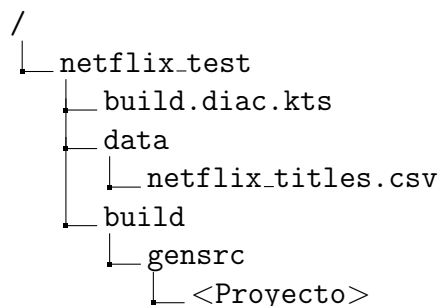 /
netflix_test
build.diac.kts
data
netflix_titles.csv
build
gensrc
<Proyecto>